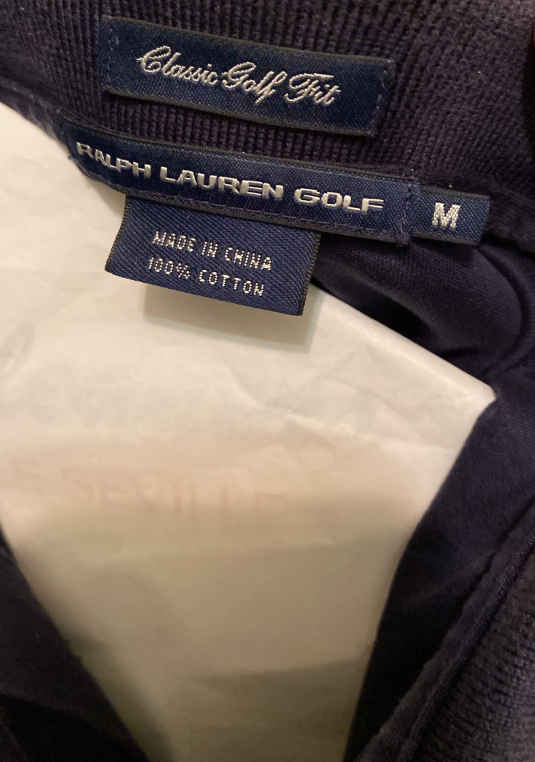 Classic Golf Fit
RALPH LAUREN GOLF
M
MADE IN CHINA
100% COTTON